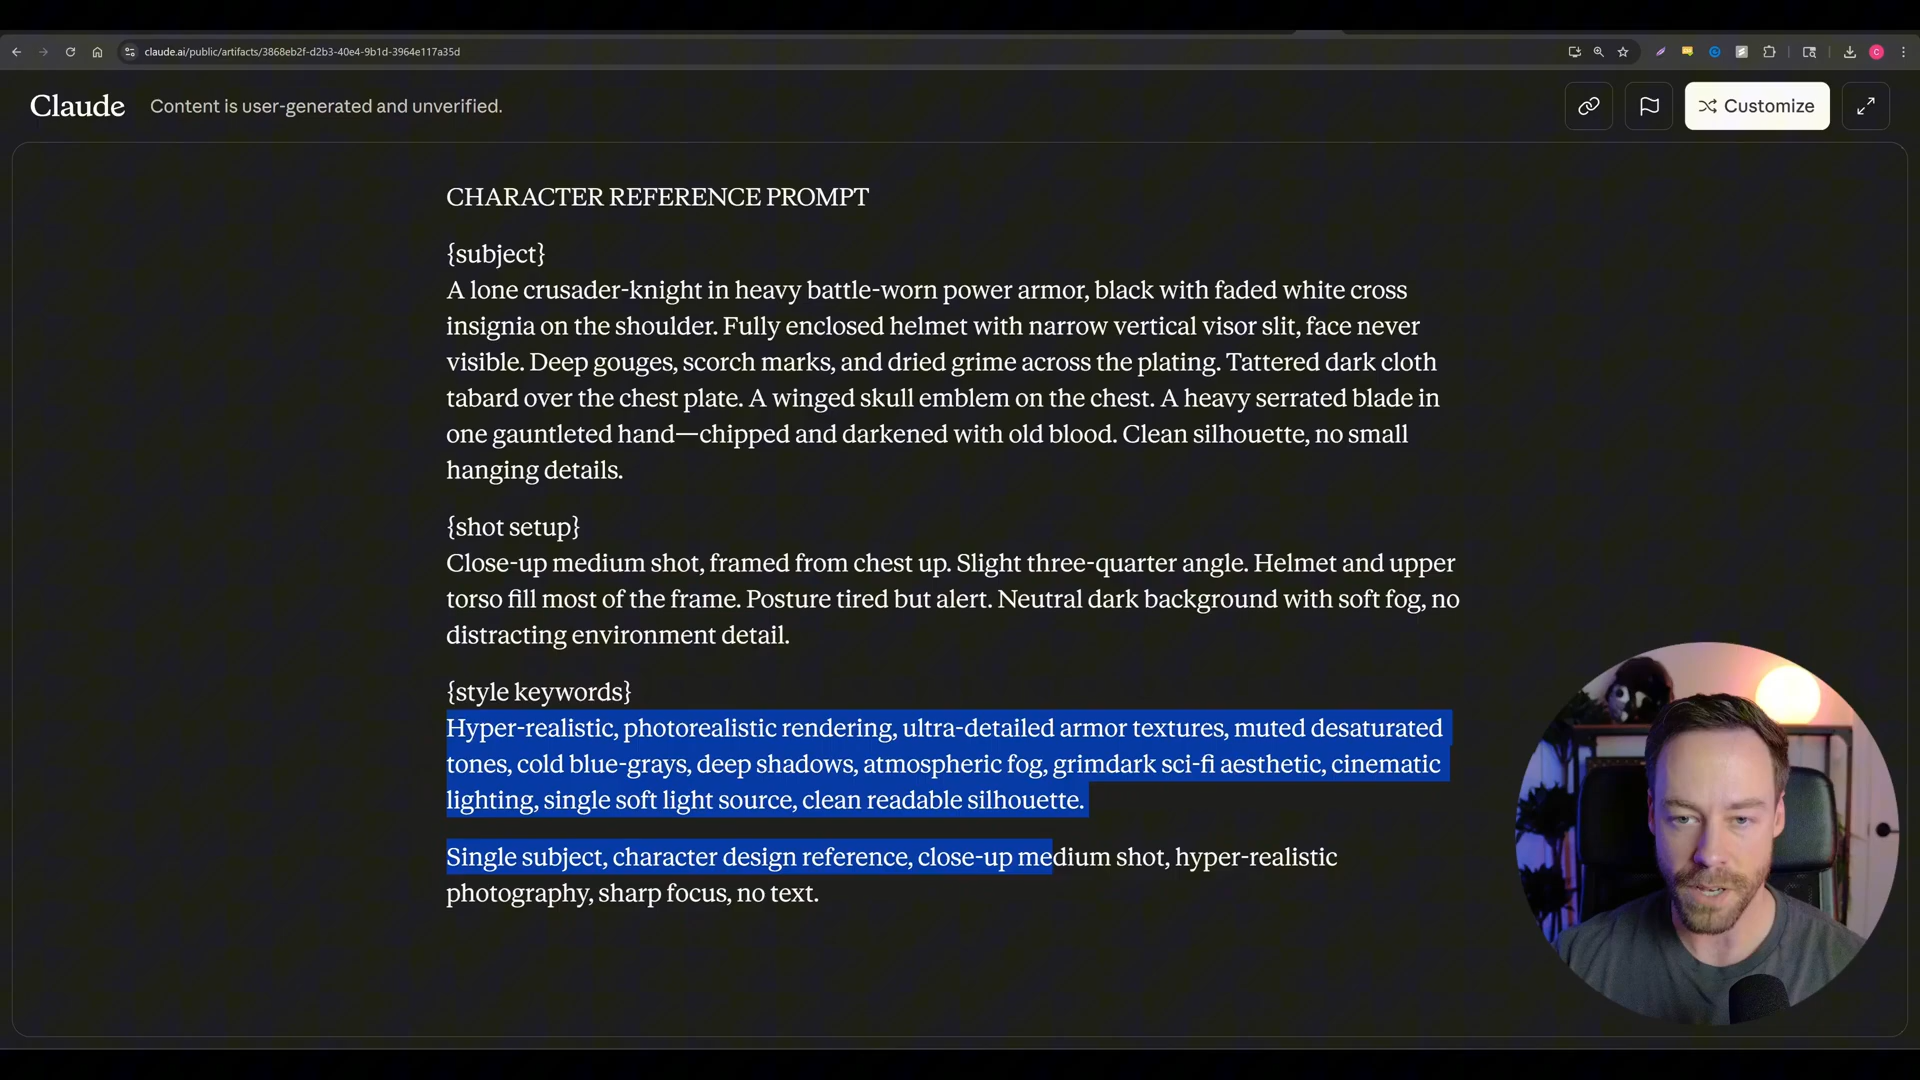 claude.ai/public/artifacts/3868eb2f-d2b3-40e4-9b1d-3964e117a35d
C
Claude
Content is user-generated and unverified.
Customize
CHARACTER REFERENCE PROMPT
{subject}
A lone crusader-knight in heavy battle-worn power armor, black with faded white cross
insignia on the shoulder. Fully enclosed helmet with narrow vertical visor slit, face never
visible. Deep gouges, scorch marks, and dried grime across the plating. Tattered dark cloth
tabard over the chest plate. A winged skull emblem on the chest. A heavy serrated blade in
one gauntleted hand—chipped and darkened with old blood. Clean silhouette, no small
hanging details.
{shot setup}
Close-up medium shot, framed from chest up. Slight three-quarter angle. Helmet and upper
torso fill most of the frame. Posture tired but alert. Neutral dark background with soft fog, no
distracting environment detail.
{style keywords}
Hyper-realistic, photorealistic rendering, ultra-detailed armor textures, muted desaturated
tones, cold blue-grays, deep shadows, atmospheric fog, grimdark sci-fi aesthetic, cinematic
lighting, single soft light source, clean readable silhouette.
Single subject, character design reference, close-up medium shot, hyper-realistic
photography, sharp focus, no text.